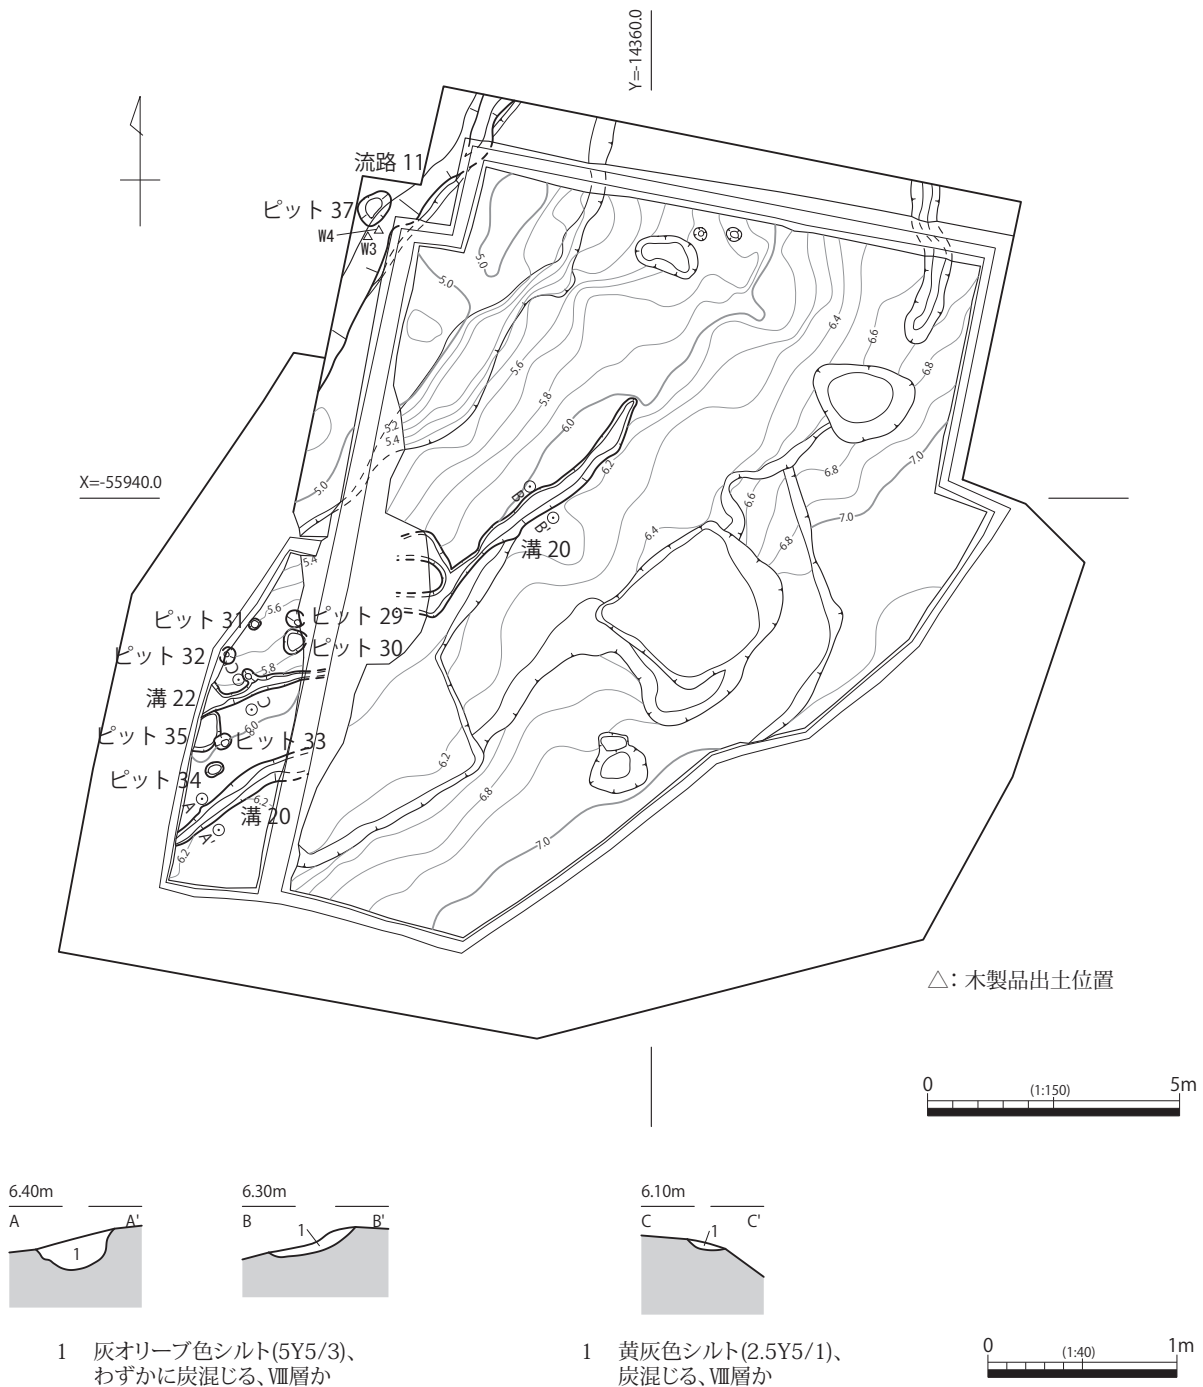 Y=-14360.0
流路 11
ピット 37
W4
W3
5.0
5.0
6.4
6.6
6.8
5.6
5.8
6.0
5.2
5.4
6.2
X=-55940.0
5.0
B
B'
溝 20
6.8
7.0
6.6
7.0
6.4
6.8
5.4
5.6
ピット 31
ピット 29
ピット 32
ピット 30
5.8
溝 22
C
ピット 35
6.0
ピット 33
ピット 34
6.2
A
溝 20
A'
6.2
6.2
6.8
7.0
△：木製品出土位置
0 (1:150) 5m
6.40m
A A'
1
6.30m
B B'
1
6.10m
C C'
1
1 灰オリーブ色シルト(5Y5/3)、
わずかに炭混じる、Ⅷ層か
1 黄灰色シルト(2.5Y5/1)、
炭混じる、Ⅷ層か
0 (1:40) 1m